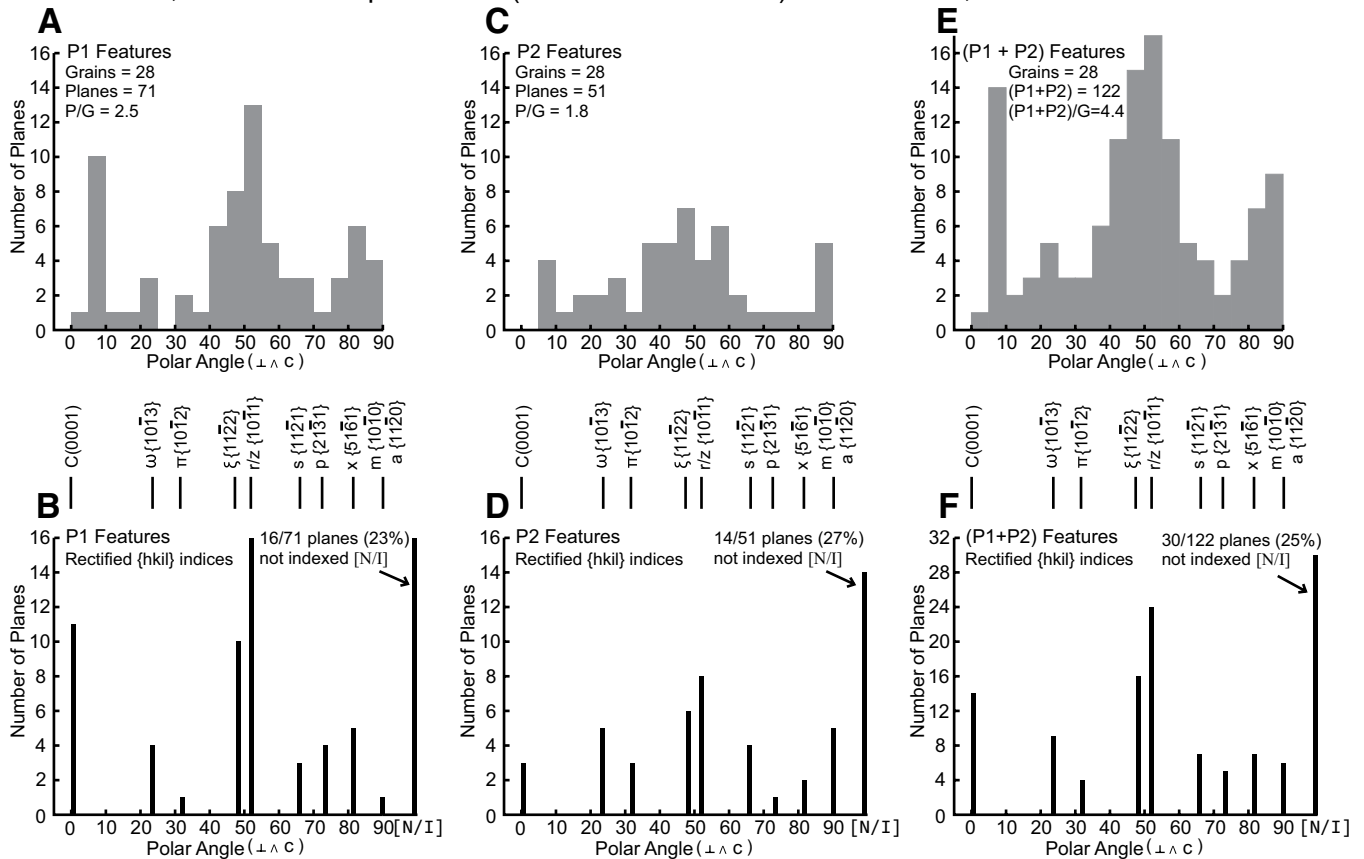 A
P1 Features
Grains = 28
Planes = 71
P/G = 2.5
Number of Planes
16
14
12
10
8
6
4
2
0
0 10 20 30 40 50 60 70 80 90
Polar Angle (⊥ ∧ c)
C
P2 Features
Grains = 28
Planes = 51
P/G = 1.8
Number of Planes
16
14
12
10
8
6
4
2
0
0 10 20 30 40 50 60 70 80 90
Polar Angle (⊥ ∧ c)
E
(P1 + P2) Features
Grains = 28
(P1+P2) = 122
(P1+P2)/G=4.4
Number of Planes
16
14
12
10
8
6
4
2
0
0 10 20 30 40 50 60 70 80 90
Polar Angle (⊥ ∧ c)
C(0001)
ω{101̄3}
π{101̄2}
ξ{112̄2}
r/z {101̄1}
s {112̄1}
p {213̄1}
x {516̄1}
m {101̄0}
a {112̄0}
C(0001)
ω{101̄3}
π{101̄2}
ξ{112̄2}
r/z {101̄1}
s {112̄1}
p {213̄1}
x {516̄1}
m {101̄0}
a {112̄0}
C(0001)
ω{101̄3}
π{101̄2}
ξ{112̄2}
r/z {101̄1}
s {112̄1}
p {213̄1}
x {516̄1}
m {101̄0}
a {112̄0}
B
P1 Features
Rectified {hkil} indices
16/71 planes (23%)
not indexed [N/I]
Number of Planes
16
14
12
10
8
6
4
2
0
0 10 20 30 40 50 60 70 80 90 [N/I]
Polar Angle (⊥ ∧ c)
D
P2 Features
Rectified {hkil} indices
14/51 planes (27%)
not indexed [N/I]
Number of Planes
16
14
12
10
8
6
4
2
0
0 10 20 30 40 50 60 70 80 90 [N/I]
Polar Angle (⊥ ∧ c)
F
(P1+P2) Features
Rectified {hkil} indices
30/122 planes (25%)
not indexed [N/I]
Number of Planes
32
28
24
20
16
12
8
4
0
0 10 20 30 40 50 60 70 80 90 [N/I]
Polar Angle (⊥ ∧ c)